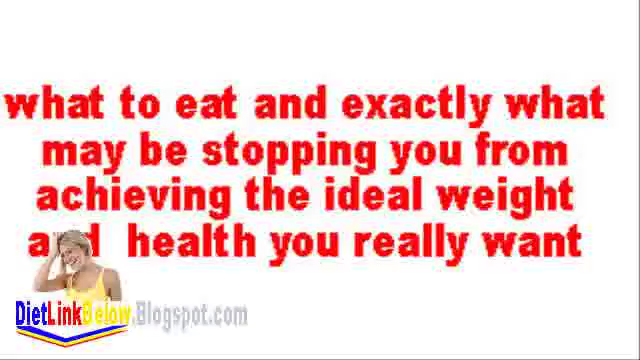 what to eat and exactly what
may be stopping you from
achieving the ideal weight
and health you really want
DietLinkBelow.Blogspot.com